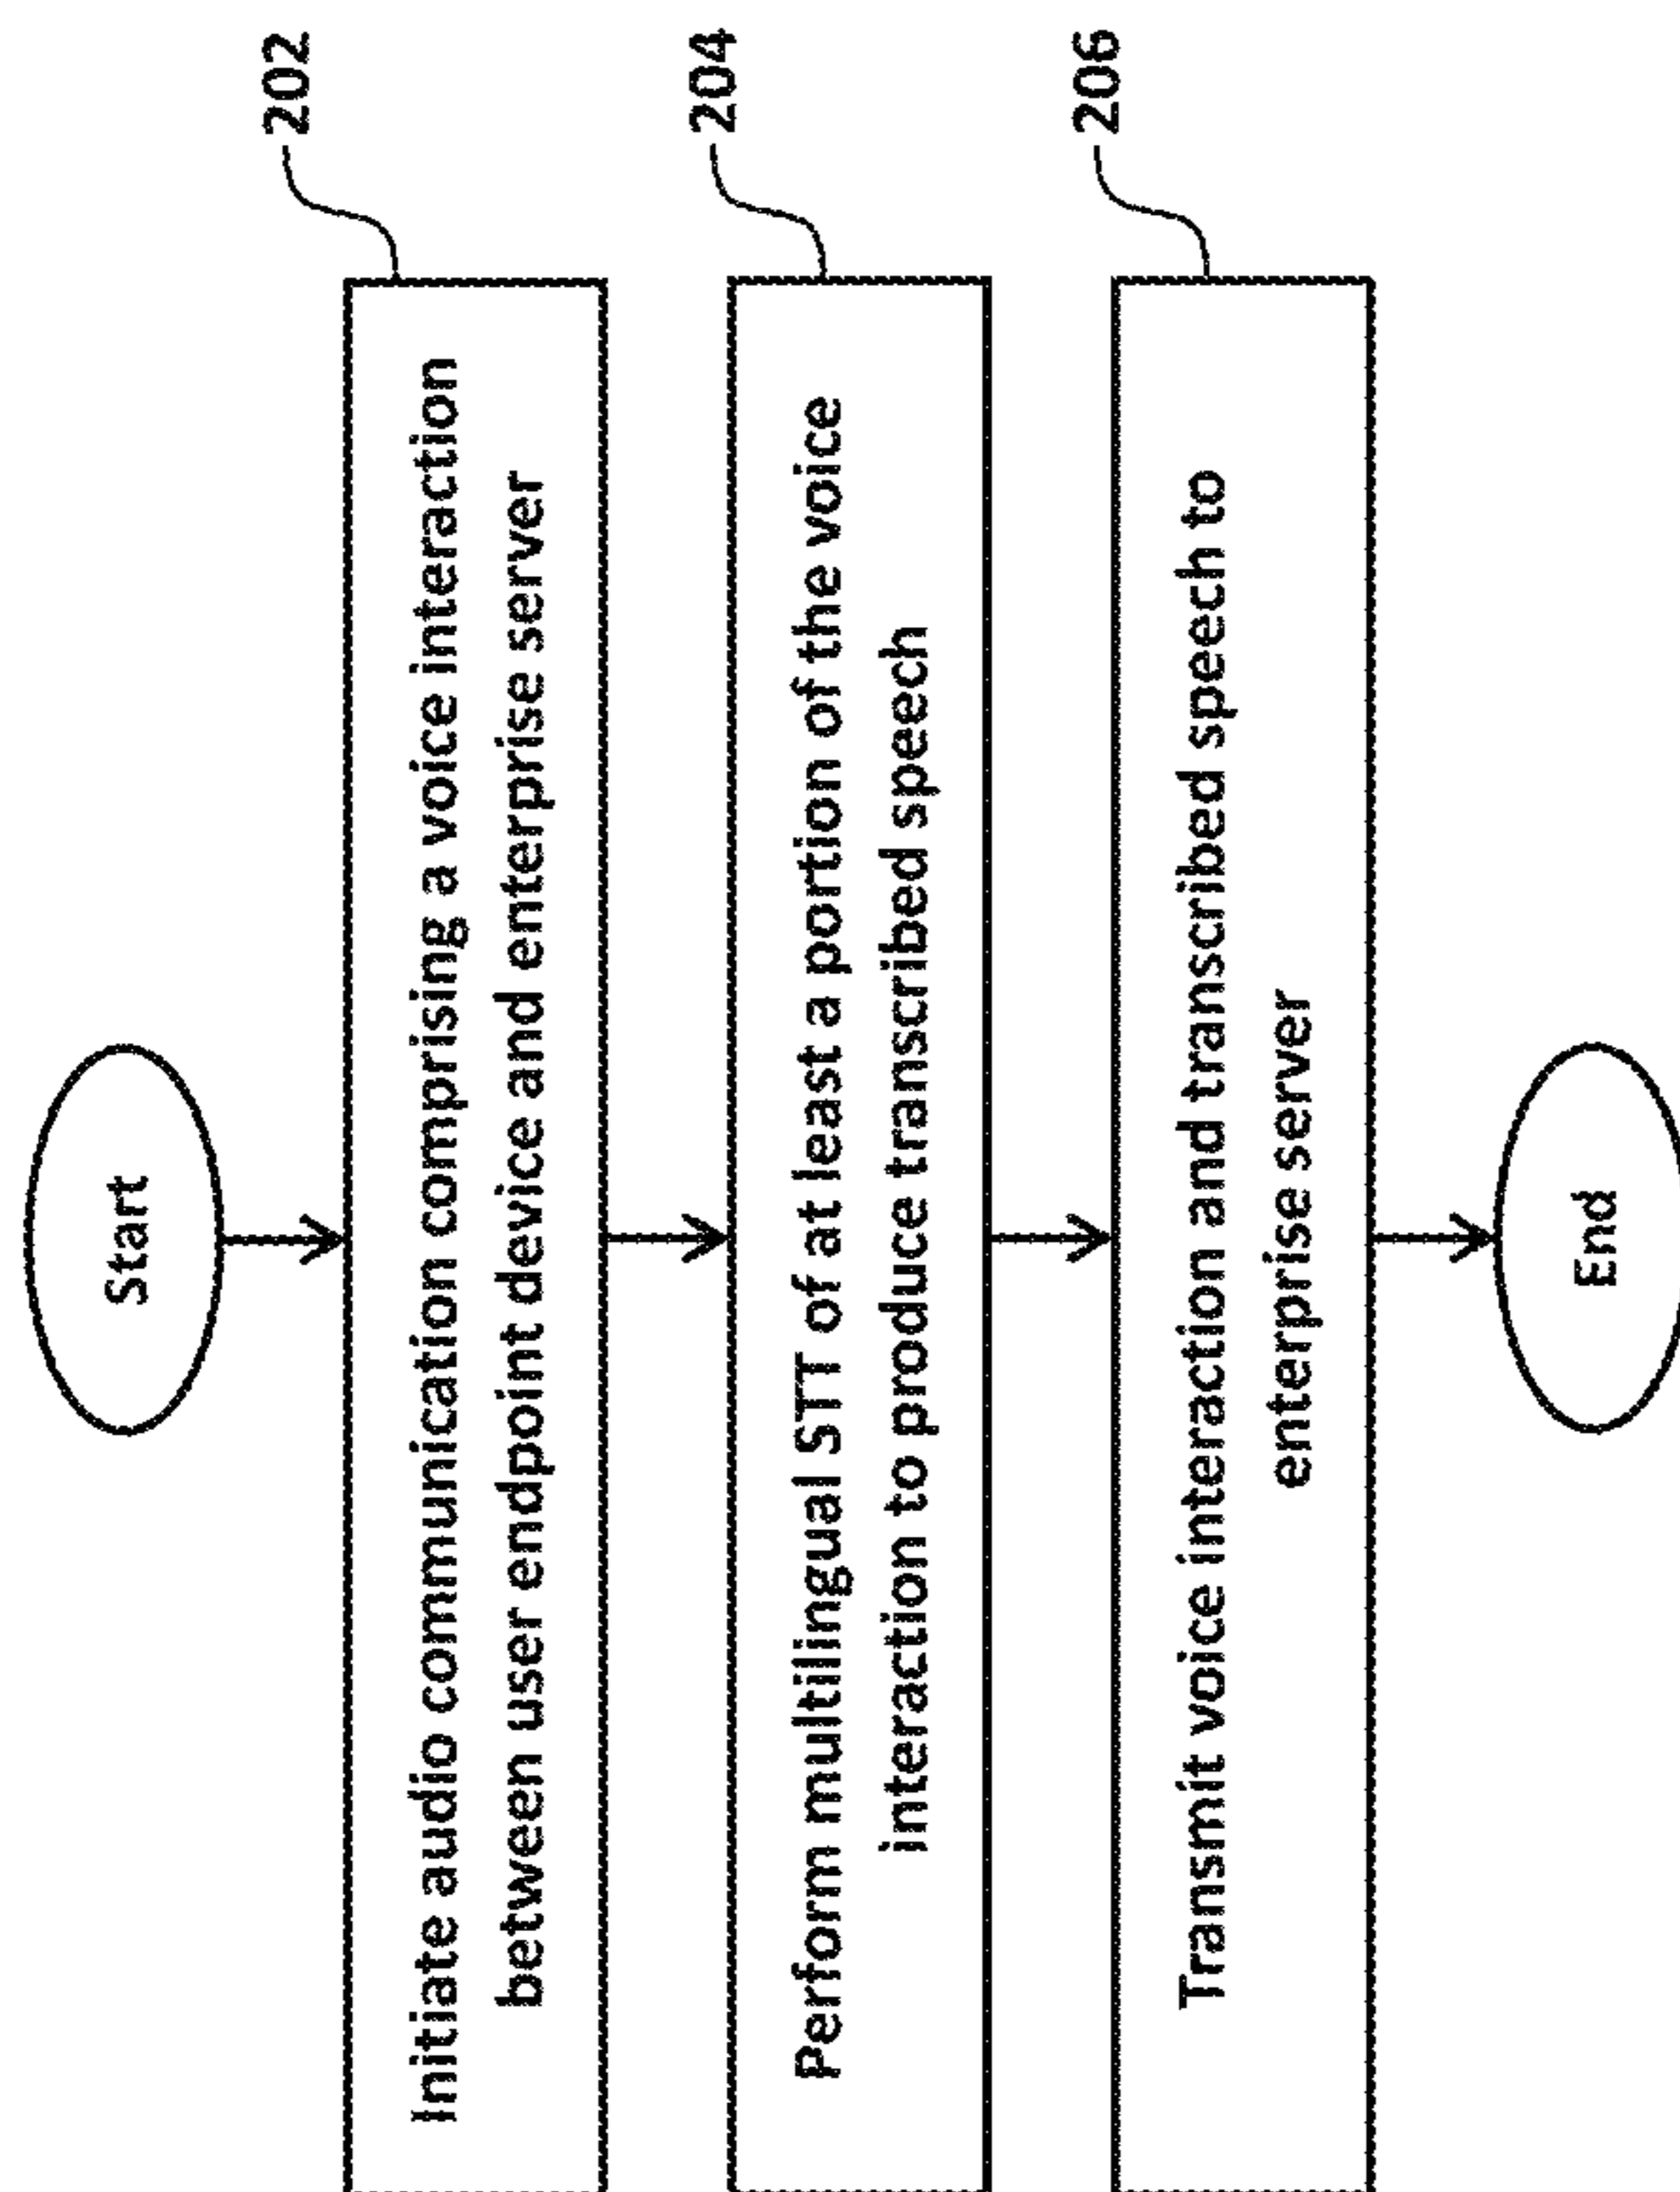 Start
202
Initiate audio communication comprising a voice interaction
between user endpoint device and enterprise server
204
Perform multilingual STT of at least a portion of the voice
interaction to produce transcribed speech
206
Transmit voice interaction and transcribed speech to
enterprise server
End